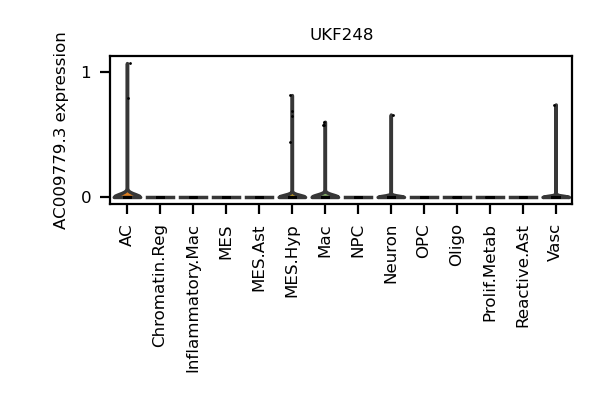 UKF248
AC009779.3 expression
1
0
AC
Chromatin.Reg
Inflammatory.Mac
MES
MES.Ast
MES.Hyp
Mac
NPC
Neuron
OPC
Oligo
Prolif.Metab
Reactive.Ast
Vasc